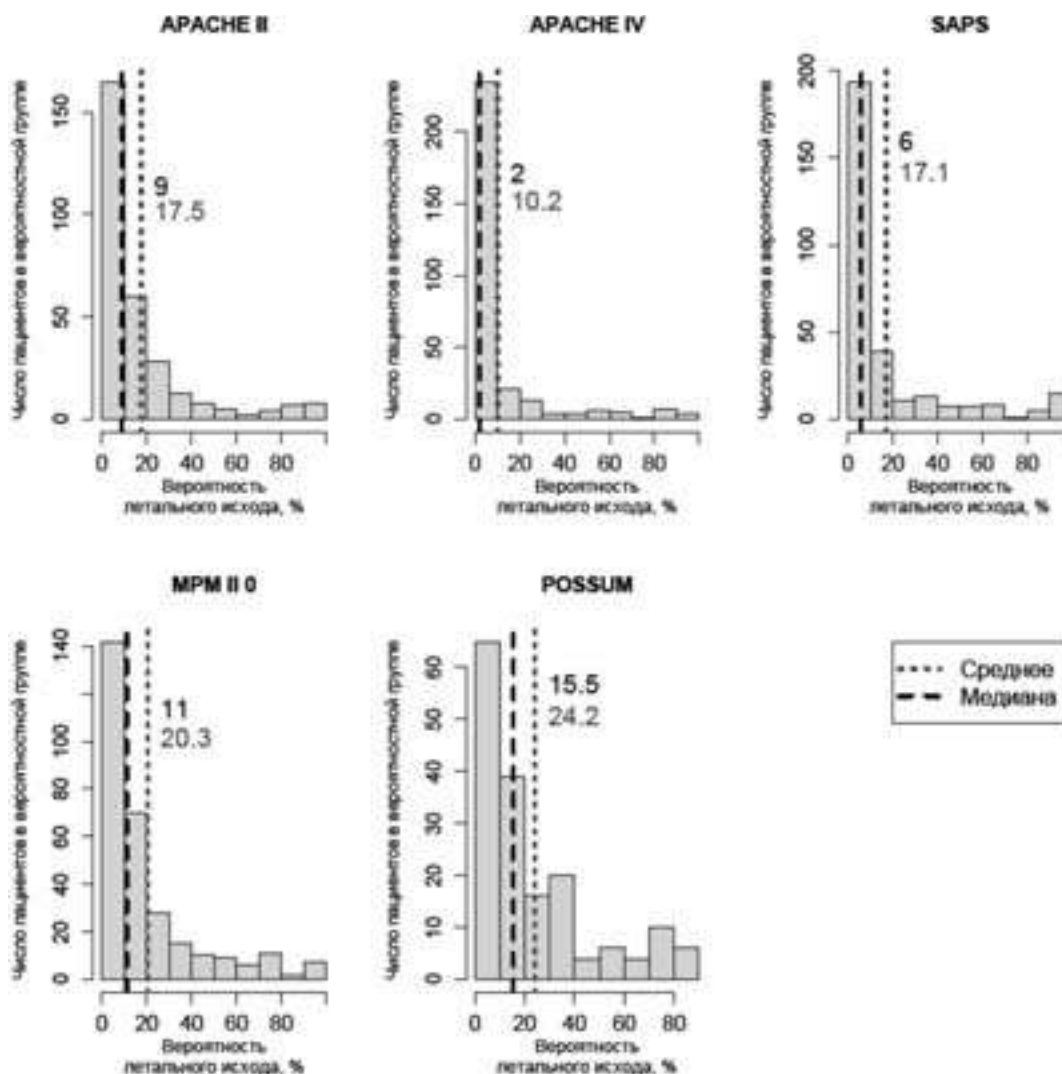 APACHE II
Число пациентов в вероятностной группе
0 50 100 150
9
17.5
0 20 40 60 80
Вероятность
летального исхода, %
APACHE IV
Число пациентов в вероятностной группе
0 50 100 150 200
2
10.2
0 20 40 60 80
Вероятность
летального исхода, %
SAPS
Число пациентов в вероятностной группе
0 50 100 150 200
6
17.1
0 20 40 60 80
Вероятность
летального исхода, %
MPM II 0
Число пациентов в вероятностной группе
0 20 40 60 80 100 140
11
20.3
0 20 40 60 80
Вероятность
летального исхода, %
POSSUM
Число пациентов в вероятностной группе
0 10 20 30 40 50 60
15.5
24.2
0 20 40 60 80
Вероятность
летального исхода, %
Среднее
Медиана